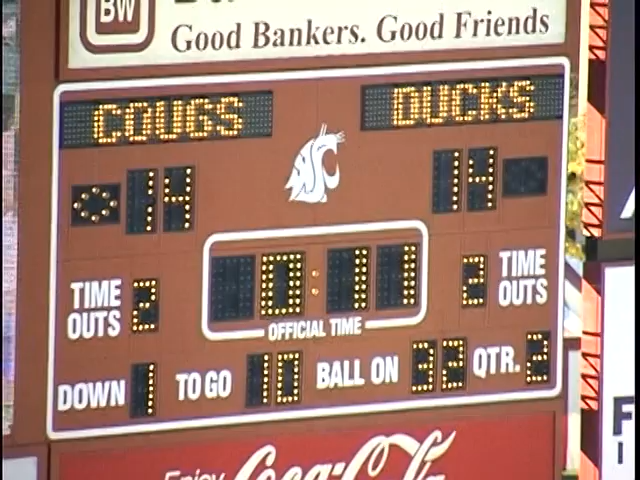 BW
Good Bankers. Good Friends
COUGS DUCKS
14 14
TIME OUTS 2
0:11
OFFICIAL TIME
2 TIME OUTS
DOWN 1 TO GO 10 BALL ON 32 QTR. 2
Enjoy Coca-Cola